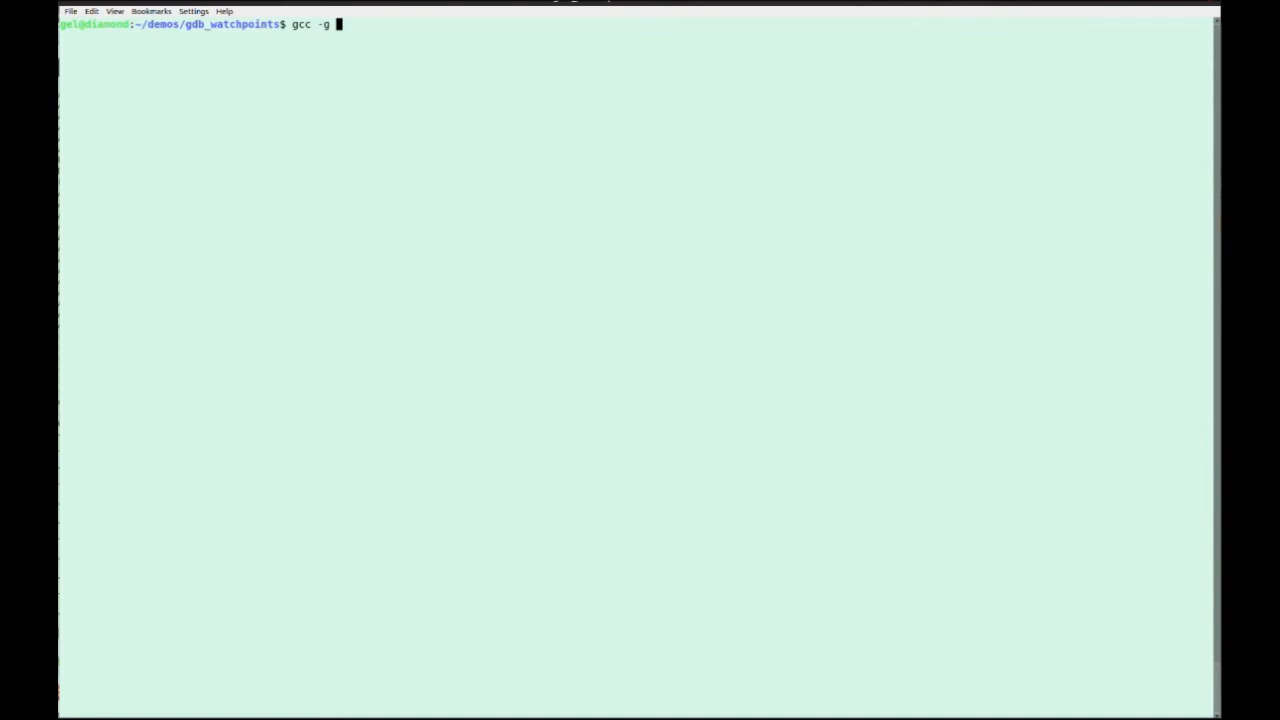 File Edit View Bookmarks Settings Help
gel@diamond:~/demos/gdb_watchpoints$ gcc -g